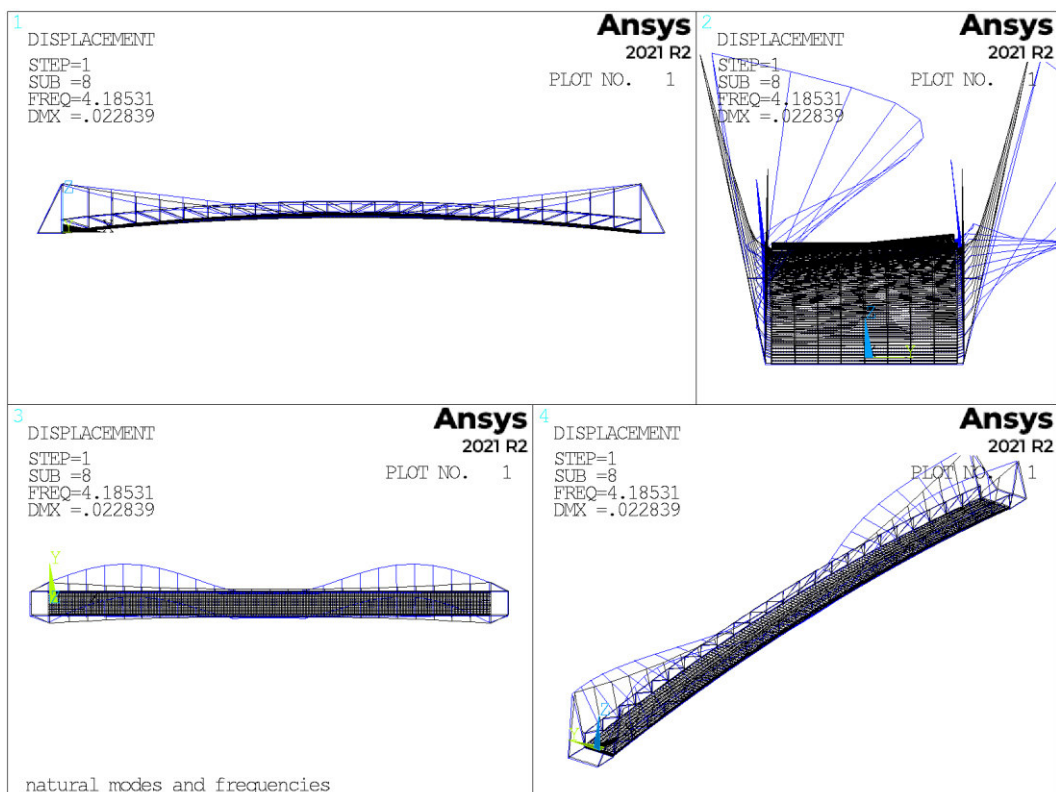 1
Ansys
2021 R2
DISPLACEMENT
STEP=1
SUB =8
FREQ=4.18531
DMX =.022839
PLOT NO. 1
Z
X
2
Ansys
2021 R2
DISPLACEMENT
STEP=1
SUB =8
FREQ=4.18531
DMX =.022839
PLOT NO. 1
Z
Y
3
Ansys
2021 R2
DISPLACEMENT
STEP=1
SUB =8
FREQ=4.18531
DMX =.022839
PLOT NO. 1
Y
natural modes and frequencies
4
Ansys
2021 R2
DISPLACEMENT
STEP=1
SUB =8
FREQ=4.18531
DMX =.022839
PLOT NO. 1
Z
Y